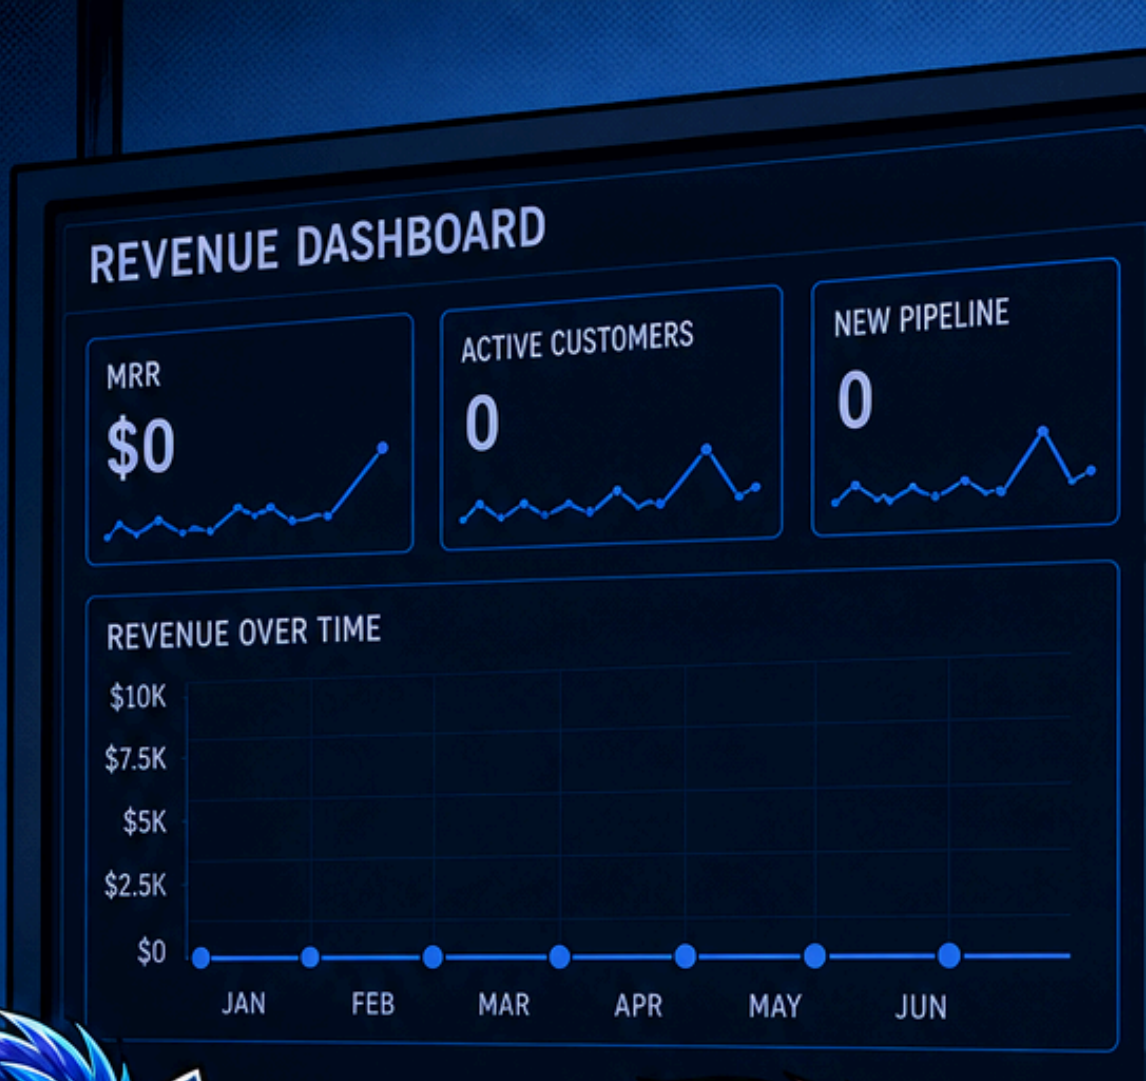 REVENUE DASHBOARD
MRR
$0
ACTIVE CUSTOMERS
0
NEW PIPELINE
0
REVENUE OVER TIME
$10K
$7.5K
$5K
$2.5K
$0
JAN FEB MAR APR MAY JUN